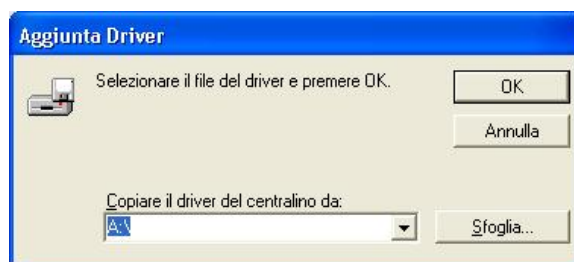 Aggiunta Driver
Selezionare il file del driver e premere OK.
OK
Annulla
Copiare il driver del centralino da:
A:\
Sfoglia...